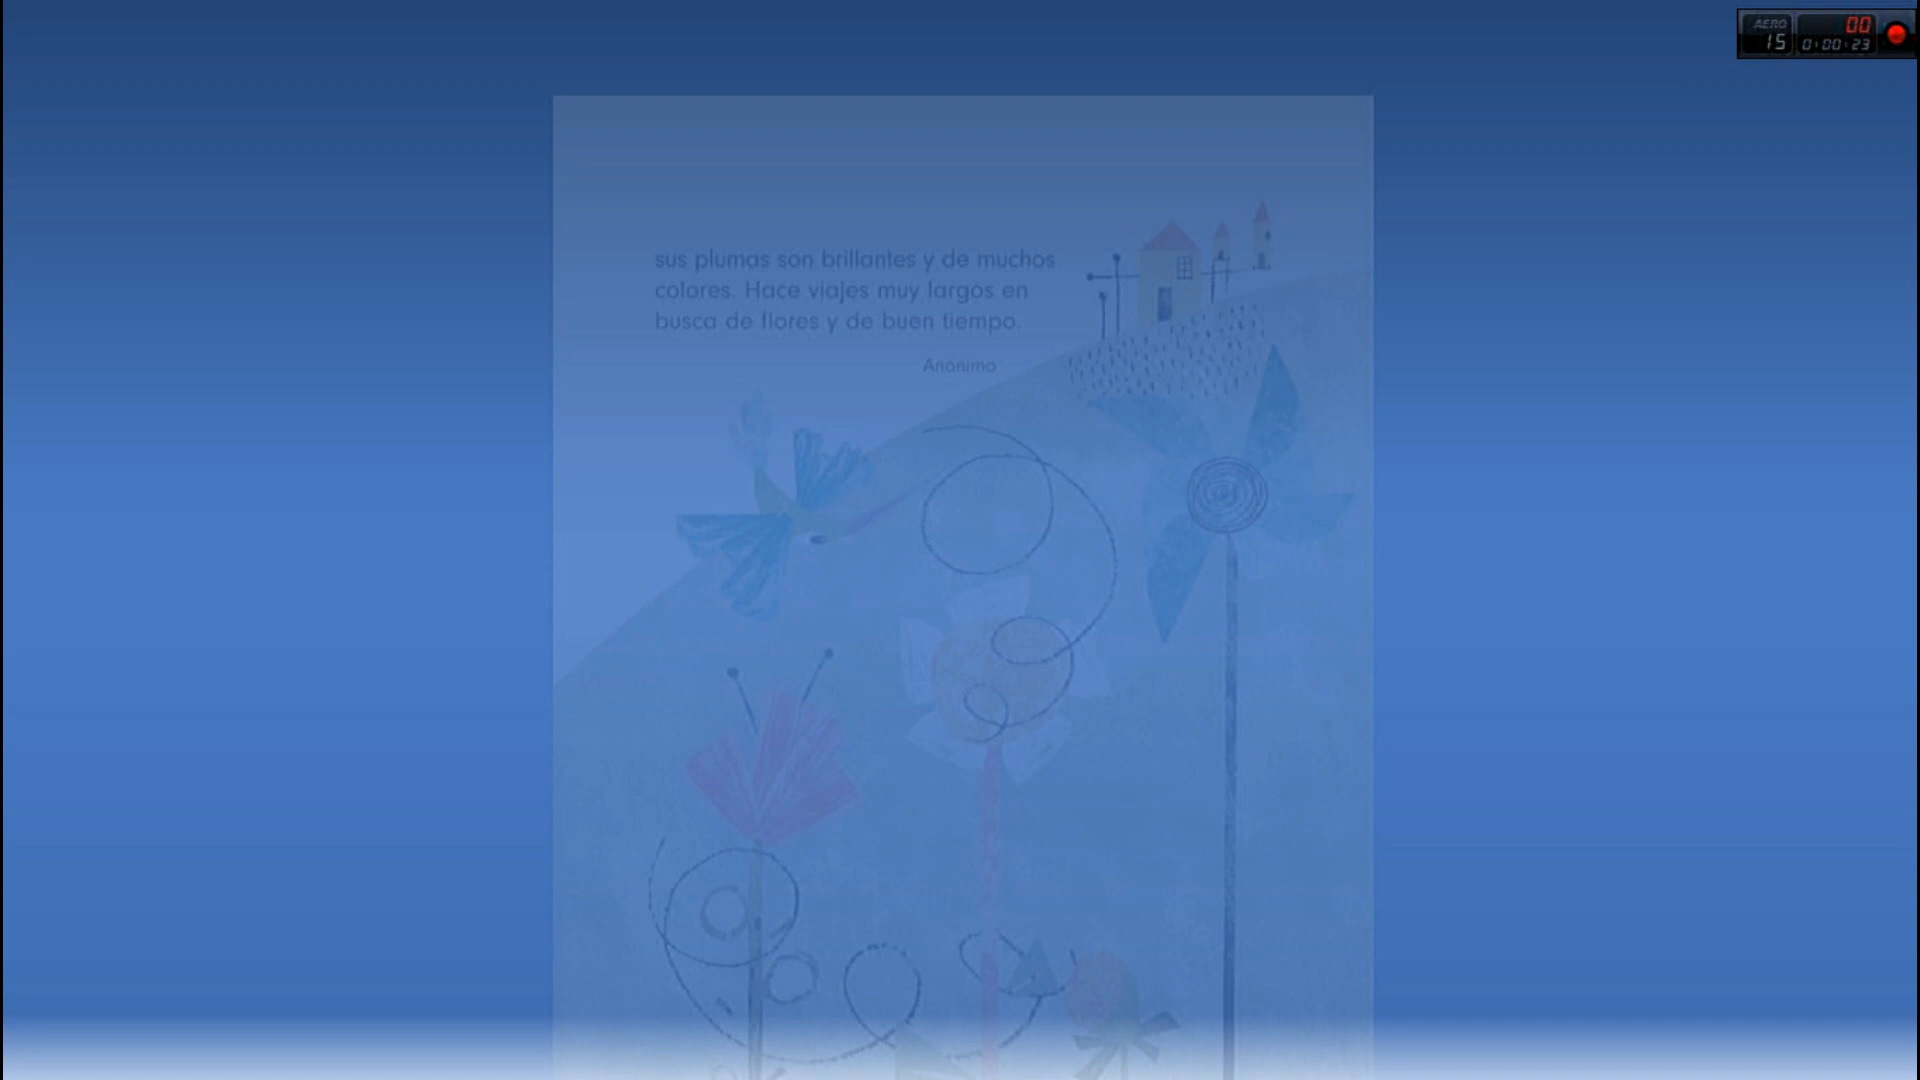 AERO
00
15
0:00:23
sus plumas son brillantes y de muchos
colores. Hace viajes muy largos en
busca de flores y de buen tiempo.
Anónimo